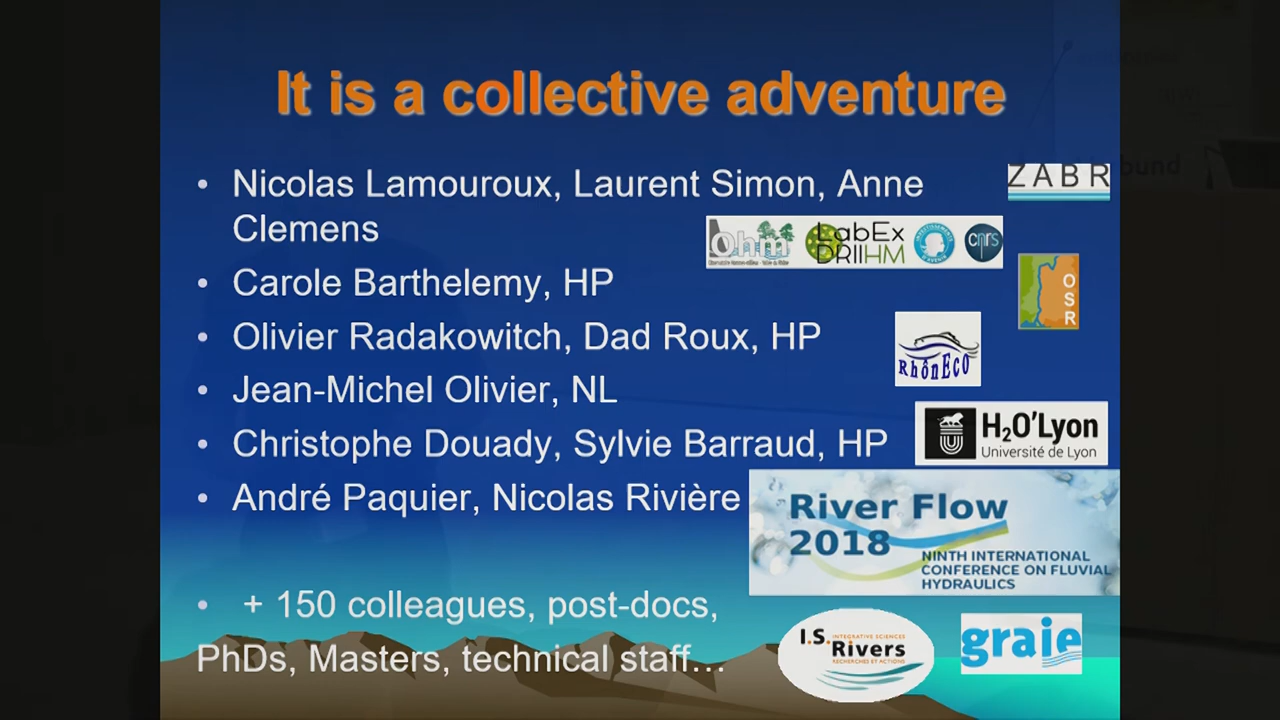 It is a collective adventure
• Nicolas Lamouroux, Laurent Simon, Anne
Clemens
ZABR
ohm
LabEx
DRIIHM
cnrs
• Carole Barthelemy, HP
OSR
• Olivier Radakowitch, Dad Roux, HP
RhônEco
• Jean-Michel Olivier, NL
• Christophe Douady, Sylvie Barraud, HP
H₂O'Lyon
Université de Lyon
• André Paquier, Nicolas Rivière
River Flow
2018
NINTH INTERNATIONAL
CONFERENCE ON FLUVIAL
HYDRAULICS
• + 150 colleagues, post-docs,
PhDs, Masters, technical staff…
I.S.
INTEGRATIVE SCIENCES
Rivers
RECHERCHES ET ACTIONS
graie
bund